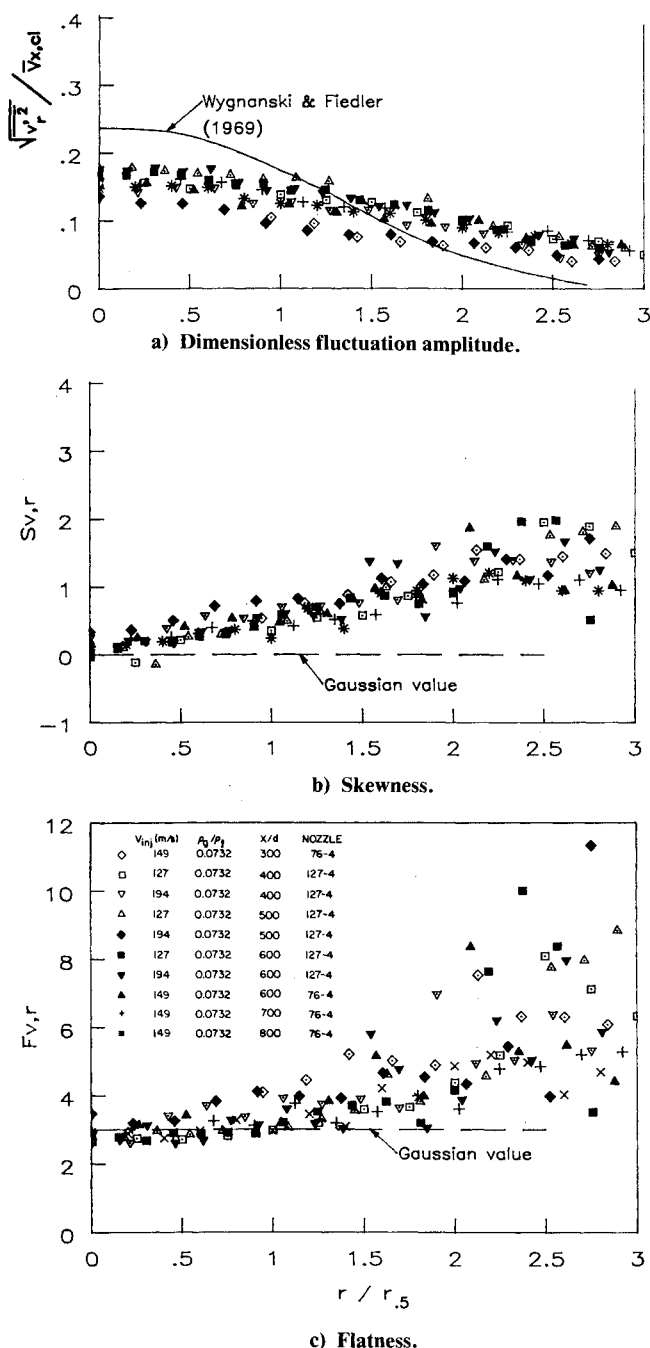 .4
.3
.2
.1
0
√v'r² / V̄x,cl
Wygnanski & Fiedler
(1969)
0 .5 1 1.5 2 2.5 3
a) Dimensionless fluctuation amplitude.
4
3
2
1
0
-1
Sv,r
Gaussian value
0 .5 1 1.5 2 2.5 3
b) Skewness.
12
10
8
6
4
2
0
Fv,r
Vinj (m/s) ρg/ρf X/d NOZZLE
◇ 149 0.0732 300 76-4
□ 127 0.0732 400 127-4
▽ 194 0.0732 400 127-4
△ 127 0.0732 500 127-4
◆ 194 0.0732 500 127-4
■ 127 0.0732 600 127-4
▼ 194 0.0732 600 127-4
▲ 149 0.0732 600 76-4
+ 149 0.0732 700 76-4
■ 149 0.0732 800 76-4
Gaussian value
0 .5 1 1.5 2 2.5 3
r / r.5
c) Flatness.